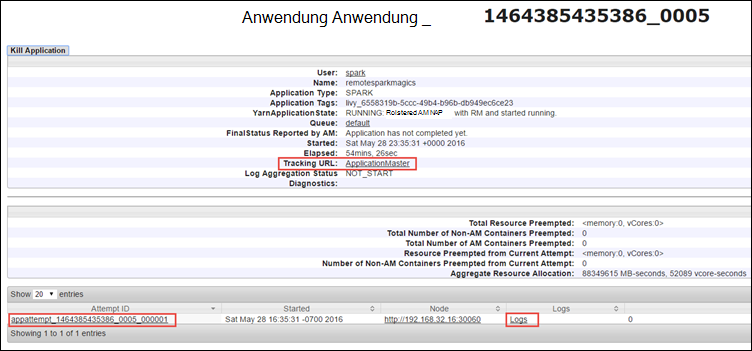 Anwendung Anwendung _ 1464385435386_0005
Kill Application
User: spark
Name: remotesparkmagics
Application Type: SPARK
Application Tags: livy_6558319b-5ccc-49b4-b96b-db949ec6ce23
YarnApplicationState: RUNNING: with RM and started running.
Queue: default
FinalStatus Reported by AM: Application has not completed yet.
Started: Sat May 28 23:35:31 +0000 2016
Elapsed: 54mins, 26sec
Tracking URL: ApplicationMaster
Log Aggregation Status NOT_START
Diagnostics:
Total Resource Preempted: <memory:0, vCores:0>
Total Number of Non-AM Containers Preempted: 0
Total Number of AM Containers Preempted: 0
Resource Preempted from Current Attempt: <memory:0, vCores:0>
Number of Non-AM Containers Preempted from Current Attempt: 0
Aggregate Resource Allocation: 88349615 MB-seconds, 52089 vcore-seconds
Show 20 entries
Attempt ID Started Node Logs
appattempt_1464385435386_0005_000001 Sat May 28 16:35:31 -0700 2016 http://192.168.32.16:30060 Logs 0
Showing 1 to 1 of 1 entries